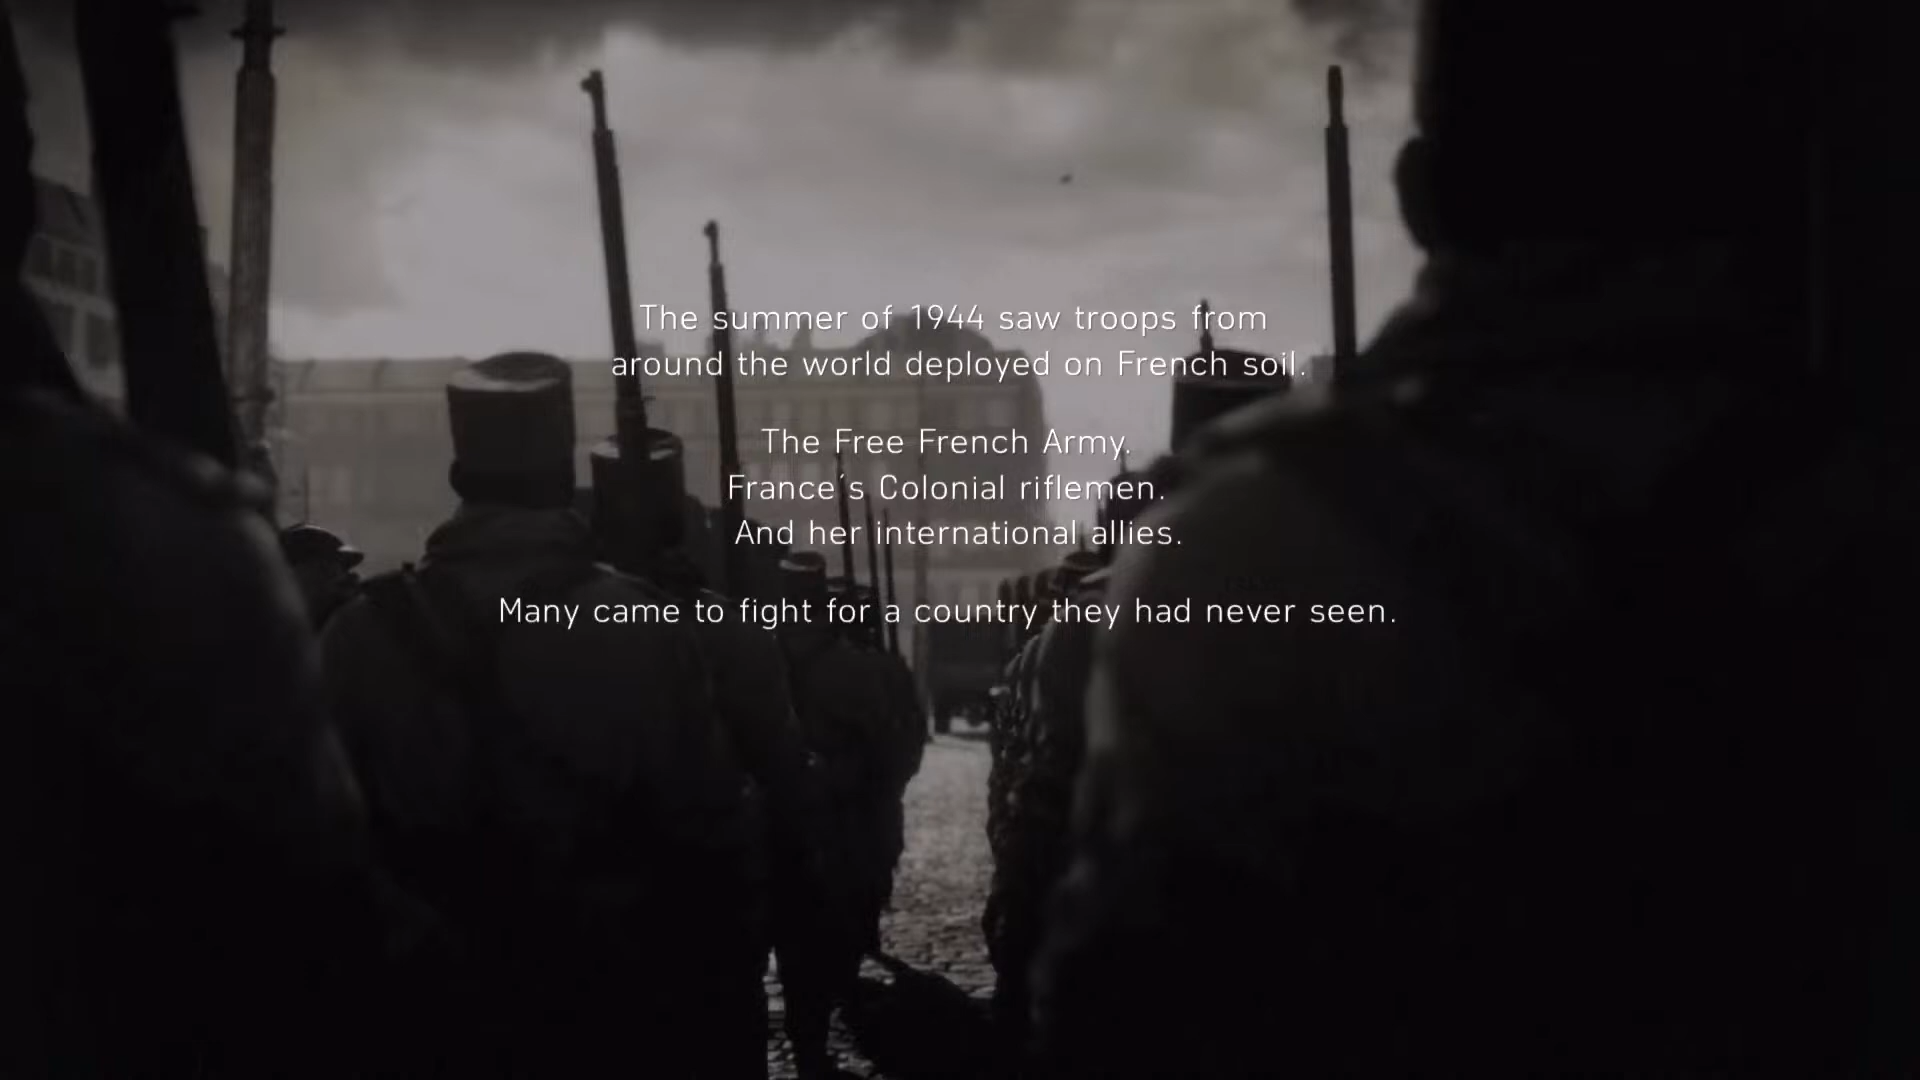 The summer of 1944 saw troops from
around the world deployed on French soil.
The Free French Army.
France´s Colonial riflemen.
And her international allies.
Many came to fight for a country they had never seen.